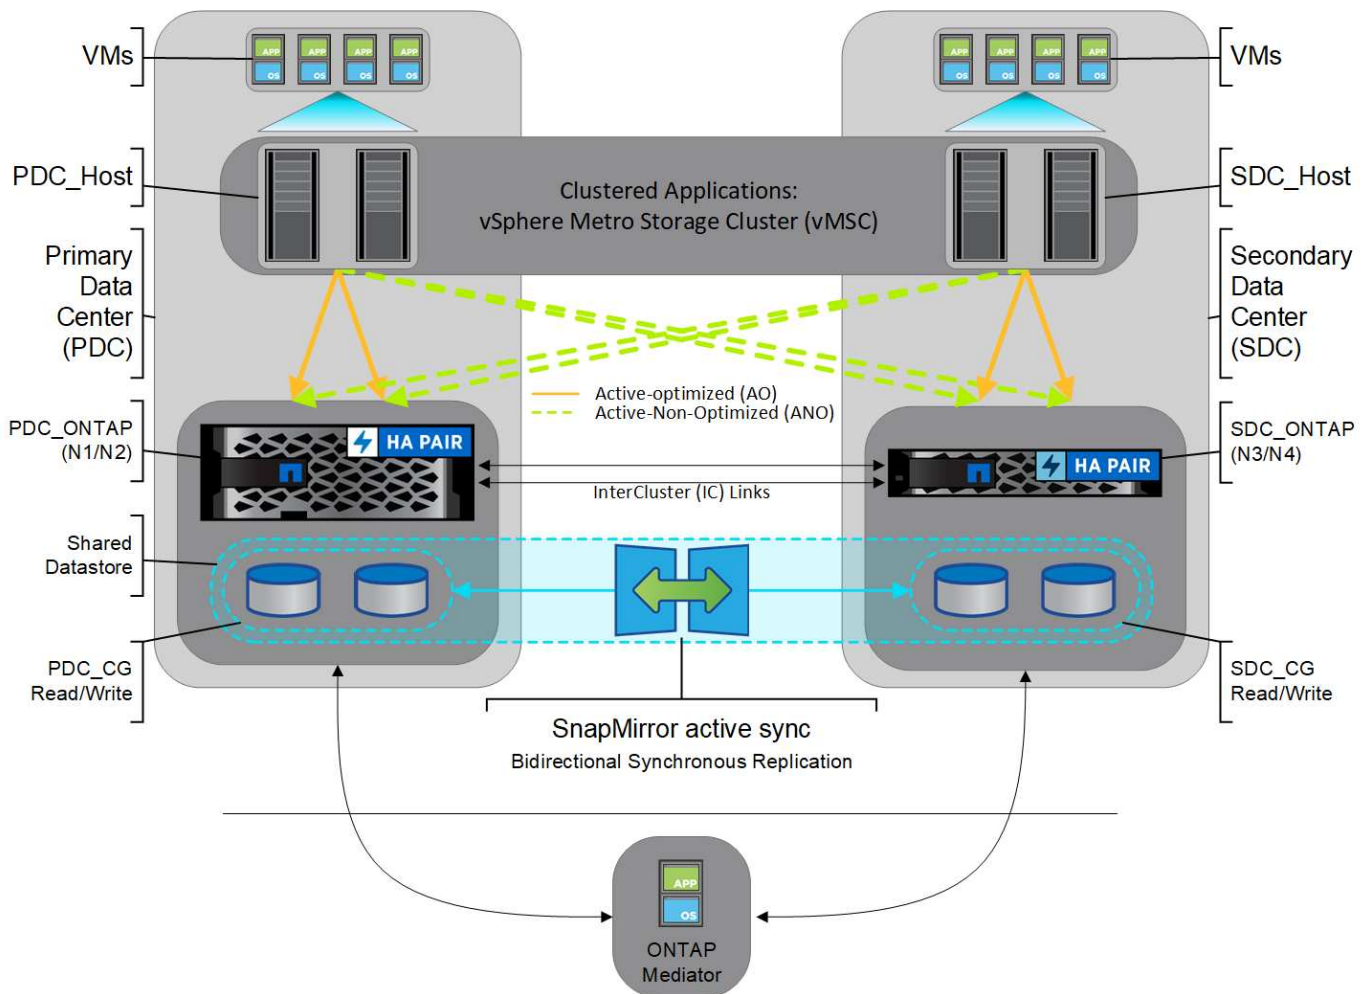 VMs
APP APP APP APP
OS OS OS OS
APP APP APP APP
OS OS OS OS
VMs
PDC_Host
Clustered Applications:
vSphere Metro Storage Cluster (vMSC)
SDC_Host
Primary
Data
Center
(PDC)
Secondary
Data
Center
(SDC)
Active-optimized (AO)
Active-Non-Optimized (ANO)
PDC_ONTAP
(N1/N2)
HA PAIR
HA PAIR
SDC_ONTAP
(N3/N4)
InterCluster (IC) Links
Shared
Datastore
PDC_CG
Read/Write
SDC_CG
Read/Write
SnapMirror active sync
Bidirectional Synchronous Replication
APP
OS
ONTAP
Mediator